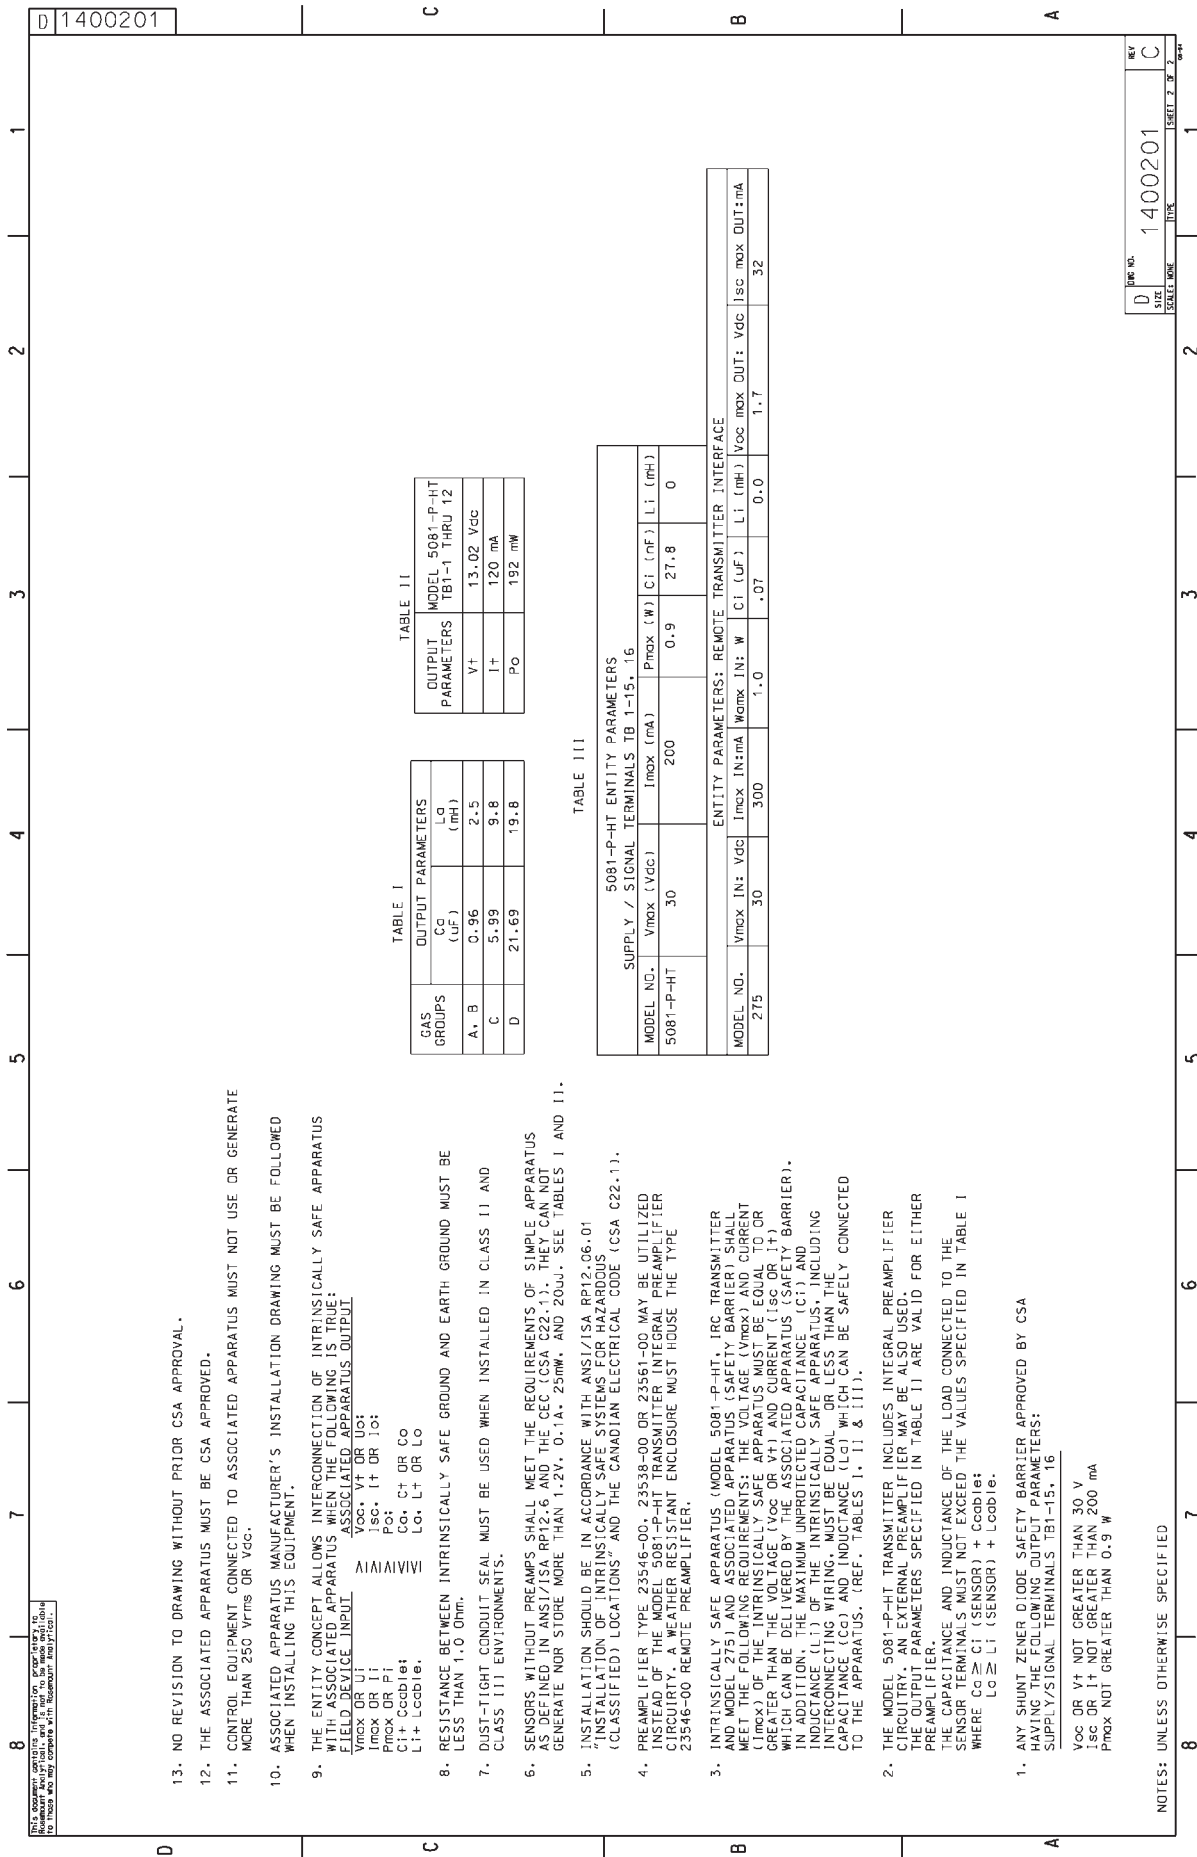 D 1400201
This document contains information proprietary to
Rosemount Analytical, and is not to be made available
to those who may compete with Rosemount Analytical.
8 7 6 5 4 3 2 1
D
C
B
A
13. NO REVISION TO DRAWING WITHOUT PRIOR CSA APPROVAL.
12. THE ASSOCIATED APPARATUS MUST BE CSA APPROVED.
11. CONTROL EQUIPMENT CONNECTED TO ASSOCIATED APPARATUS MUST NOT USE OR GENERATE
MORE THAN 250 Vrms OR Vdc.
10. ASSOCIATED APPARATUS MANUFACTURER'S INSTALLATION DRAWING MUST BE FOLLOWED
WHEN INSTALLING THIS EQUIPMENT.
9. THE ENTITY CONCEPT ALLOWS INTERCONNECTION OF INTRINSICALLY SAFE APPARATUS
WITH ASSOCIATED APPARATUS WHEN THE FOLLOWING IS TRUE:
FIELD DEVICE INPUT ASSOCIATED APPARATUS OUTPUT
Vmax OR Ui ≥ Voc, Vt OR Uo;
Imax OR Ii ≥ Isc, It OR Io;
Pmax OR Pi ≥ Po;
Ci+ Ccable; ≤ Ca, Ct OR Co
Li+ Lcable. ≤ La, Lt OR Lo
8. RESISTANCE BETWEEN INTRINSICALLY SAFE GROUND AND EARTH GROUND MUST BE
LESS THAN 1.0 Ohm.
7. DUST-TIGHT CONDUIT SEAL MUST BE USED WHEN INSTALLED IN CLASS II AND
CLASS III ENVIRONMENTS.
6. SENSORS WITHOUT PREAMPS SHALL MEET THE REQUIREMENTS OF SIMPLE APPARATUS
AS DEFINED IN ANSI/ISA RP12.6 AND THE CEC (CSA C22.1). THEY CAN NOT
GENERATE NOR STORE MORE THAN 1.2V, 0.1A, 25mW, AND 20uJ. SEE TABLES I AND II.
5. INSTALLATION SHOULD BE IN ACCORDANCE WITH ANSI/ISA RP12.06.01
"INSTALLATION OF INTRINSICALLY SAFE SYSTEMS FOR HAZARDOUS
(CLASSIFIED) LOCATIONS" AND THE CANADIAN ELECTRICAL CODE (CSA C22.1).
4. PREAMPLIFIER TYPE 23546-00, 23538-00 OR 23561-00 MAY BE UTILIZED
INSTEAD OF THE MODEL 5081-P-HT TRANSMITTER INTEGRAL PREAMPLIFIER
CIRCUITRY. A WEATHER RESISTANT ENCLOSURE MUST HOUSE THE TYPE
23546-00 REMOTE PREAMPLIFIER.
3. INTRINSICALLY SAFE APPARATUS (MODEL 5081-P-HT, IRC TRANSMITTER
AND MODEL 275) AND ASSOCIATED APPARATUS (SAFETY BARRIER) SHALL
MEET THE FOLLOWING REQUIREMENTS: THE VOLTAGE (Vmax) AND CURRENT
(Imax) OF THE INTRINSICALLY SAFE APPARATUS MUST BE EQUAL TO OR
GREATER THAN THE VOLTAGE (Voc OR Vt) AND CURRENT (Isc OR It)
WHICH CAN BE DELIVERED BY THE ASSOCIATED APPARATUS (SAFETY BARRIER).
IN ADDITION, THE MAXIMUM UNPROTECTED CAPACITANCE (Ci) AND
INDUCTANCE (Li) OF THE INTRINSICALLY SAFE APPARATUS, INCLUDING
INTERCONNECTING WIRING, MUST BE EQUAL OR LESS THAN THE
CAPACITANCE (Ca) AND INDUCTANCE (La) WHICH CAN BE SAFELY CONNECTED
TO THE APPARATUS. (REF. TABLES I, II & III).
2. THE MODEL 5081-P-HT TRANSMITTER INCLUDES INTEGRAL PREAMPLIFIER
CIRCUITRY. AN EXTERNAL PREAMPLIFIER MAY BE ALSO USED.
THE OUTPUT PARAMETERS SPECIFIED IN TABLE II ARE VALID FOR EITHER
PREAMPLIFIER.
THE CAPACITANCE AND INDUCTANCE OF THE LOAD CONNECTED TO THE
SENSOR TERMINALS MUST NOT EXCEED THE VALUES SPECIFIED IN TABLE I
WHERE Ca ≥ Ci (SENSOR) + Ccable;
La ≥ Li (SENSOR) + Lcable.
1. ANY SHUNT ZENER DIODE SAFETY BARRIER APPROVED BY CSA
HAVING THE FOLLOWING OUTPUT PARAMETERS:
SUPPLY/SIGNAL TERMINALS TB1-15, 16
Voc OR Vt NOT GREATER THAN 30 V
Isc OR It NOT GREATER THAN 200 mA
Pmax NOT GREATER THAN 0.9 W
NOTES: UNLESS OTHERWISE SPECIFIED
TABLE I
GAS GROUPS OUTPUT PARAMETERS
Ca (uF) La (mH)
A, B 0.96 2.5
C 5.99 9.8
D 21.69 19.8
TABLE II
OUTPUT PARAMETERS MODEL 5081-P-HT TB1-1 THRU 12
Vt 13.02 Vdc
It 120 mA
Po 192 mW
TABLE III
5081-P-HT ENTITY PARAMETERS
SUPPLY / SIGNAL TERMINALS TB 1-15, 16
MODEL NO. Vmax (Vdc) Imax (mA) Pmax (W) Ci (nF) Li (mH)
5081-P-HT 30 200 0.9 27.8 0
ENTITY PARAMETERS: REMOTE TRANSMITTER INTERFACE
MODEL NO. Vmax IN: Vdc Imax IN:mA Wamx IN: W Ci (uF) Li (mH) Voc max OUT: Vdc Isc max OUT:mA
275 30 300 1.0 .07 0.0 1.7 32
D SIZE DWG NO. 1400201 REV C
SCALE: NONE TYPE SHEET 2 OF 2
8 7 6 5 4 3 2 1
D
C
B
A